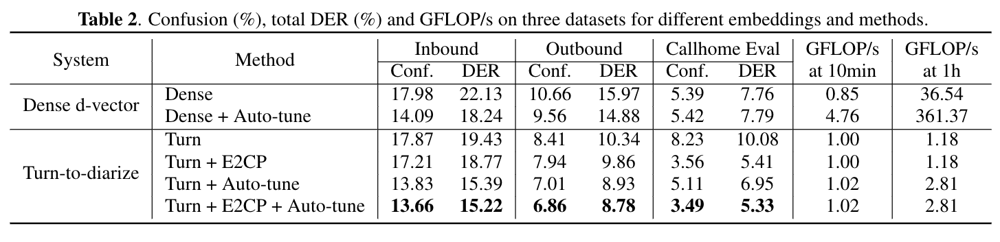 Table 2. Confusion (%), total DER (%) and GFLOP/s on three datasets for different embeddings and methods.
System Method Inbound Outbound Callhome Eval GFLOP/s GFLOP/s
Conf. DER Conf. DER Conf. DER at 10min at 1h
Dense d-vector
Dense 17.98 22.13 10.66 15.97 5.39 7.76 0.85 36.54
Dense + Auto-tune 14.09 18.24 9.56 14.88 5.42 7.79 4.76 361.37
Turn-to-diarize
Turn 17.87 19.43 8.41 10.34 8.23 10.08 1.00 1.18
Turn + E2CP 17.21 18.77 7.94 9.86 3.56 5.41 1.00 1.18
Turn + Auto-tune 13.83 15.39 7.01 8.93 5.11 6.95 1.02 2.81
Turn + E2CP + Auto-tune 13.66 15.22 6.86 8.78 3.49 5.33 1.02 2.81